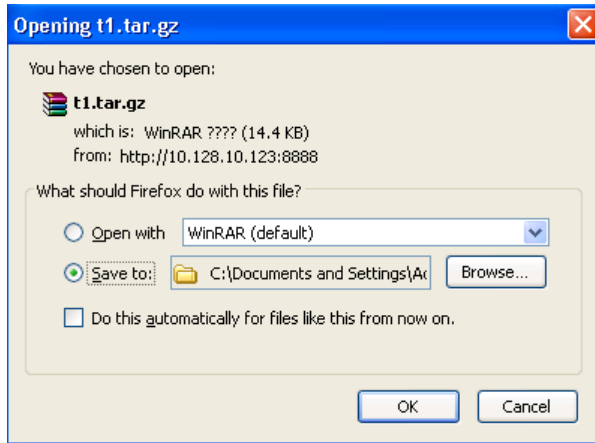 Opening t1.tar.gz
You have chosen to open:
t1.tar.gz
which is: WinRAR ???? (14.4 KB)
from: http://10.128.10.123:8888
What should Firefox do with this file?
Open with WinRAR (default)
Save to: C:\Documents and Settings\Ac Browse...
Do this automatically for files like this from now on.
OK Cancel